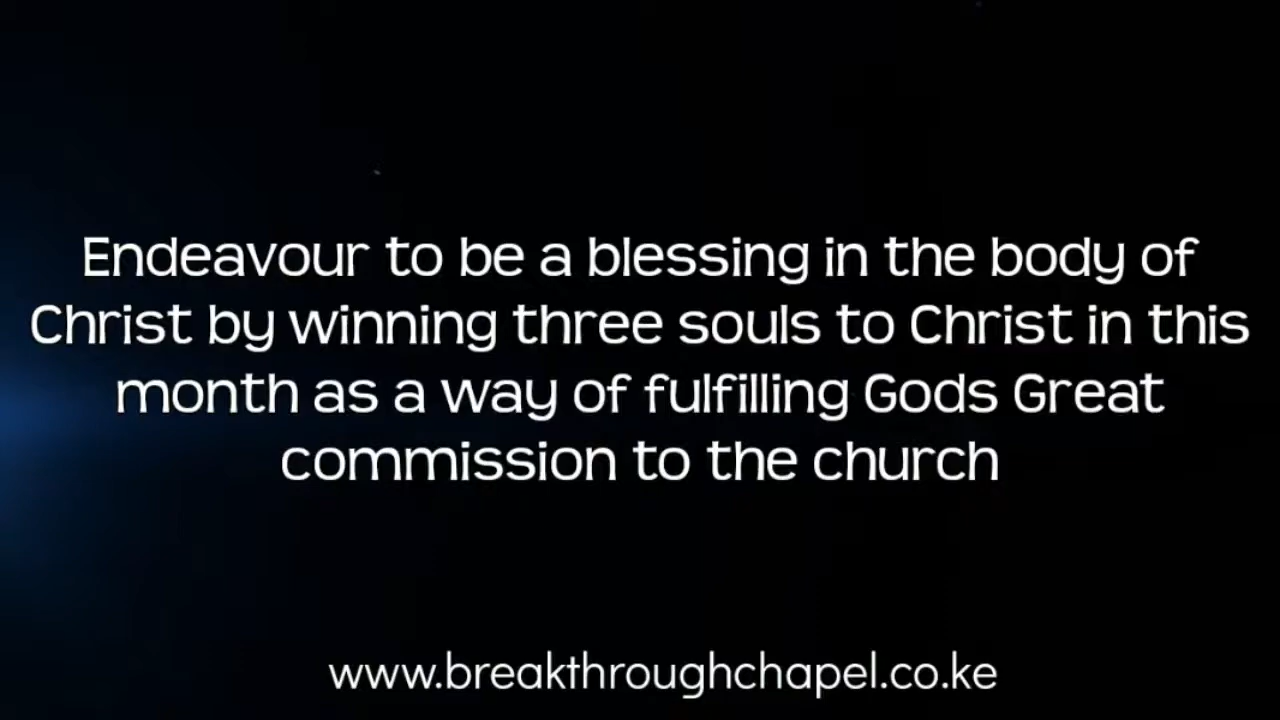 Endeavour to be a blessing in the body of
Christ by winning three souls to Christ in this
month as a way of fulfilling Gods Great
commission to the church
www.breakthroughchapel.co.ke